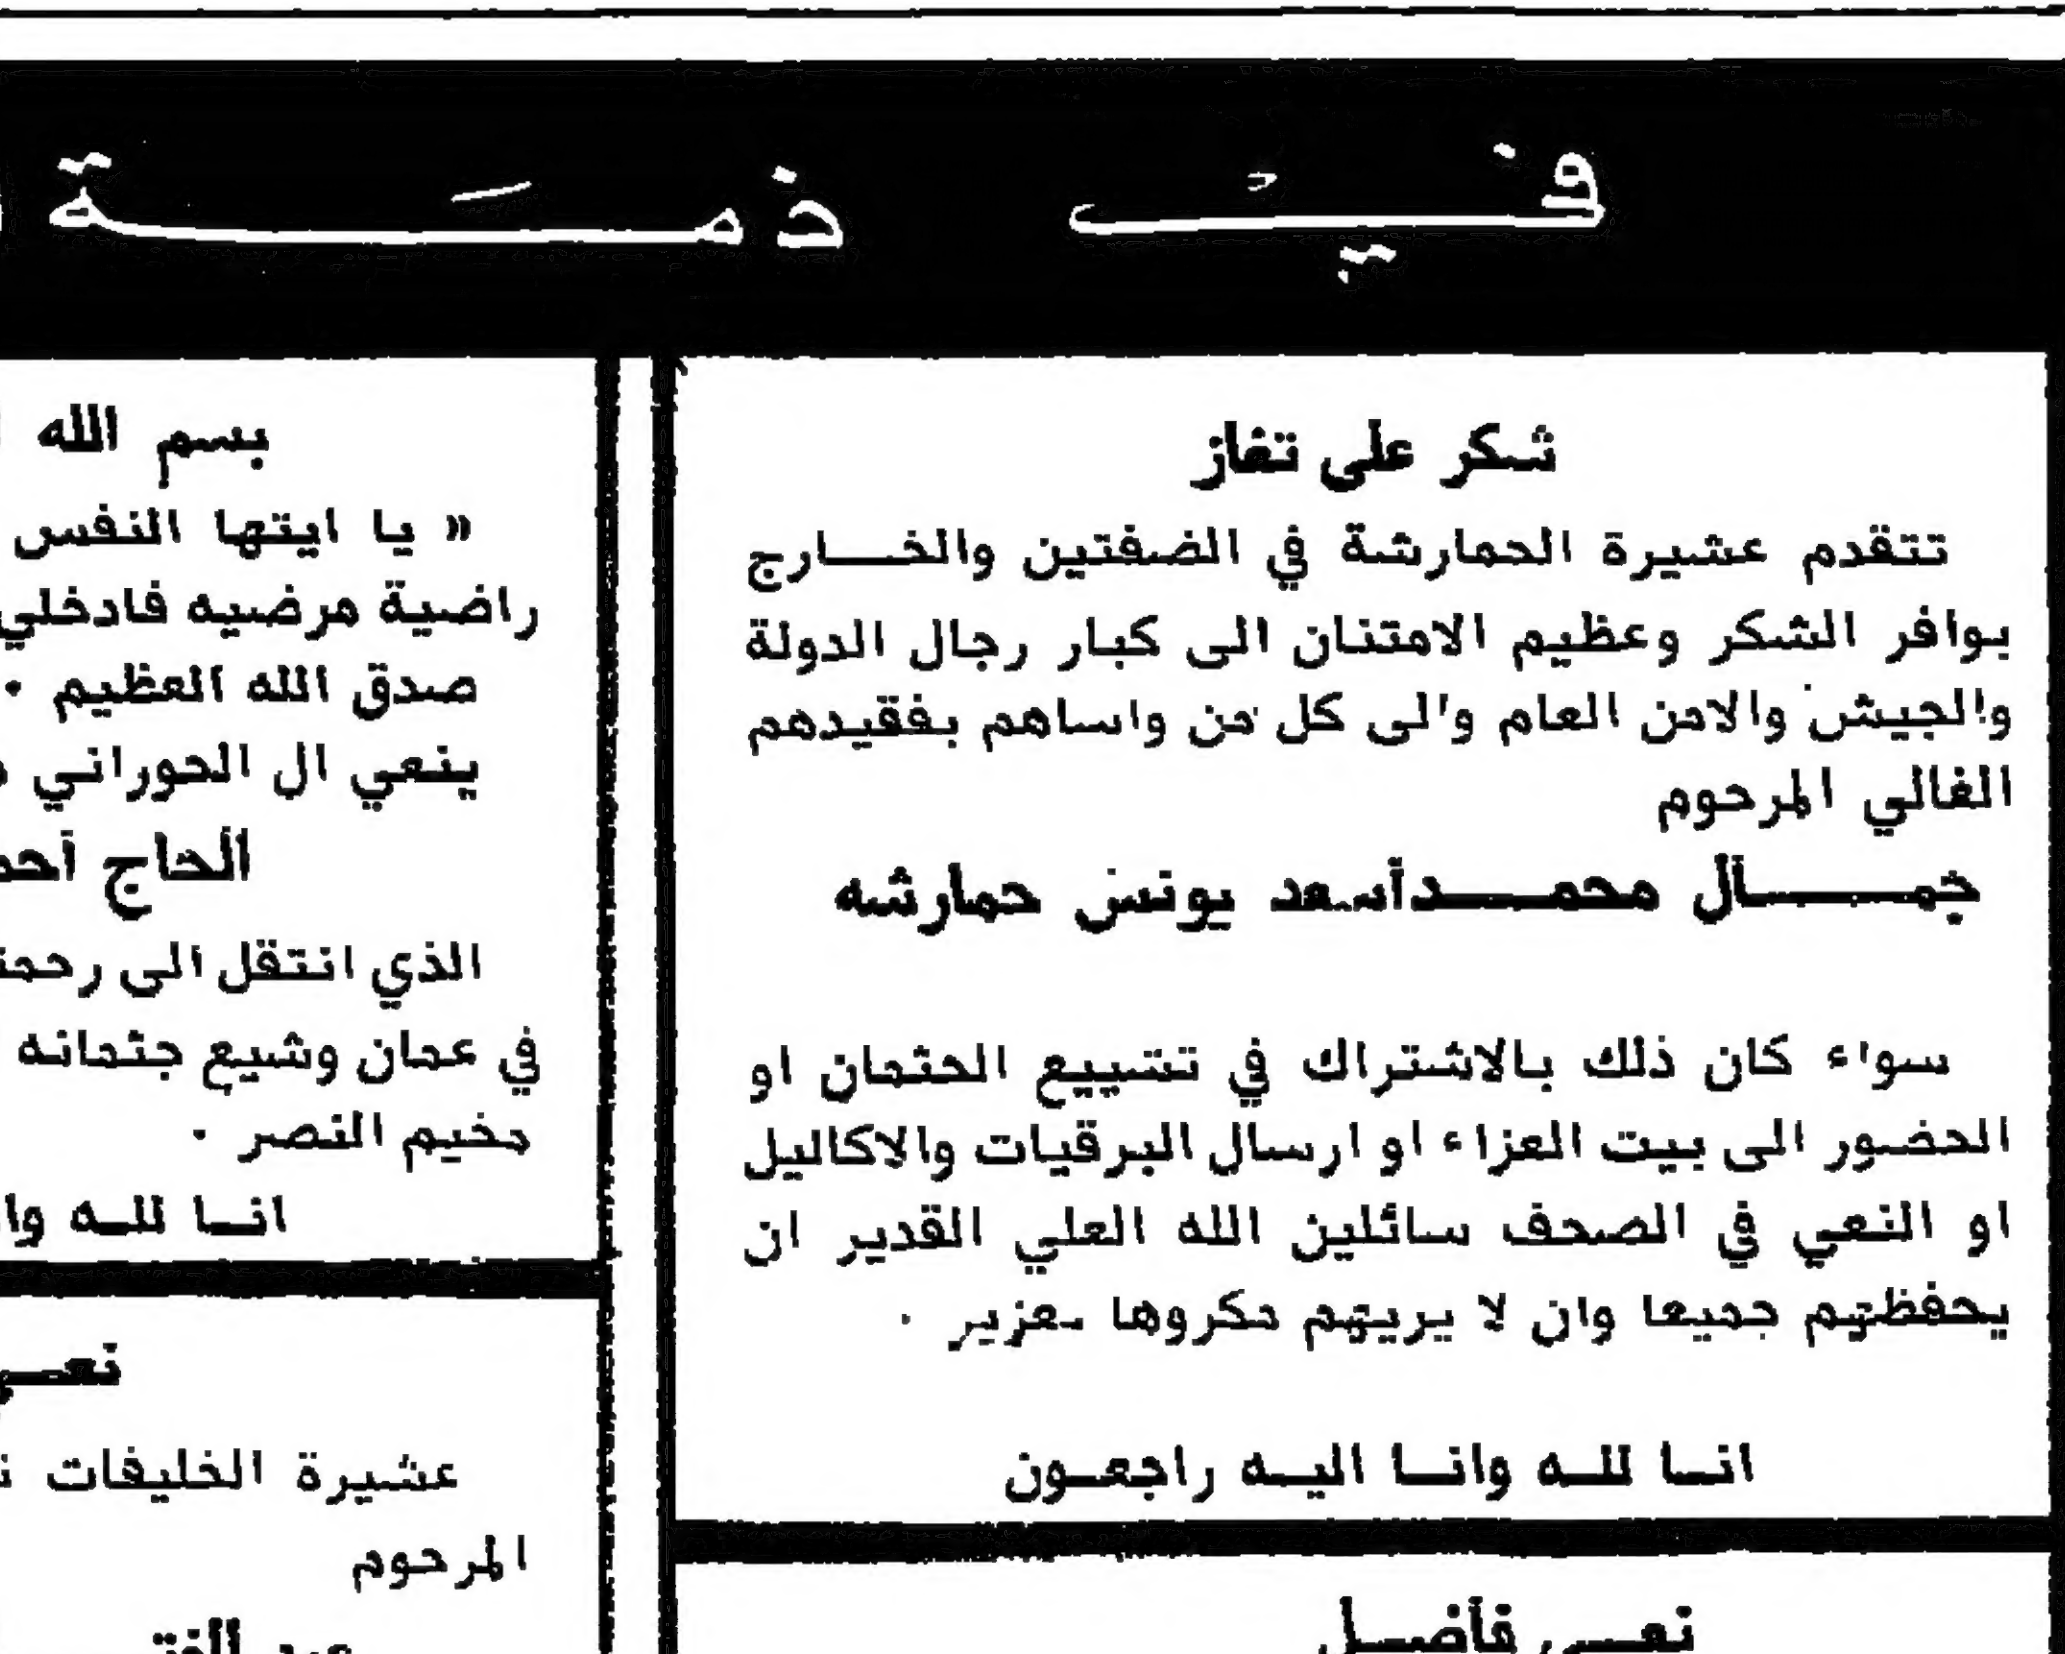 في ذمة
شكر على تعاز
تتقدم عشيرة الحمارشة في الضفتين والخارج
بوافر الشكر وعظيم الامتنان الى كبار رجال الدولة
والجيش والامن العام والى كل من واساهم بفقيدهم
الغالي المرحوم
جمال محمد أسعد يونس حمارشه
سواء كان ذلك بالاشتراك في تشييع الجثمان او
الحضور الى بيت العزاء او ارسال البرقيات والاكاليل
او النعي في الصحف سائلين الله العلي القدير ان
يحفظهم جميعا وان لا يريهم مكروها بعزيز .
انا لله وانا اليه راجعون
نعي فاضل
بسم الله
« يا ايتها النفس
راضية مرضيه فادخلي
صدق الله العظيم .
ينعي ال الحوراني
الحاج
الذي انتقل الى
في عمان وشيع جثمانه
مخيم النصر .
انا لله
نعي
عشيرة الخليفات
المرحوم
عبد